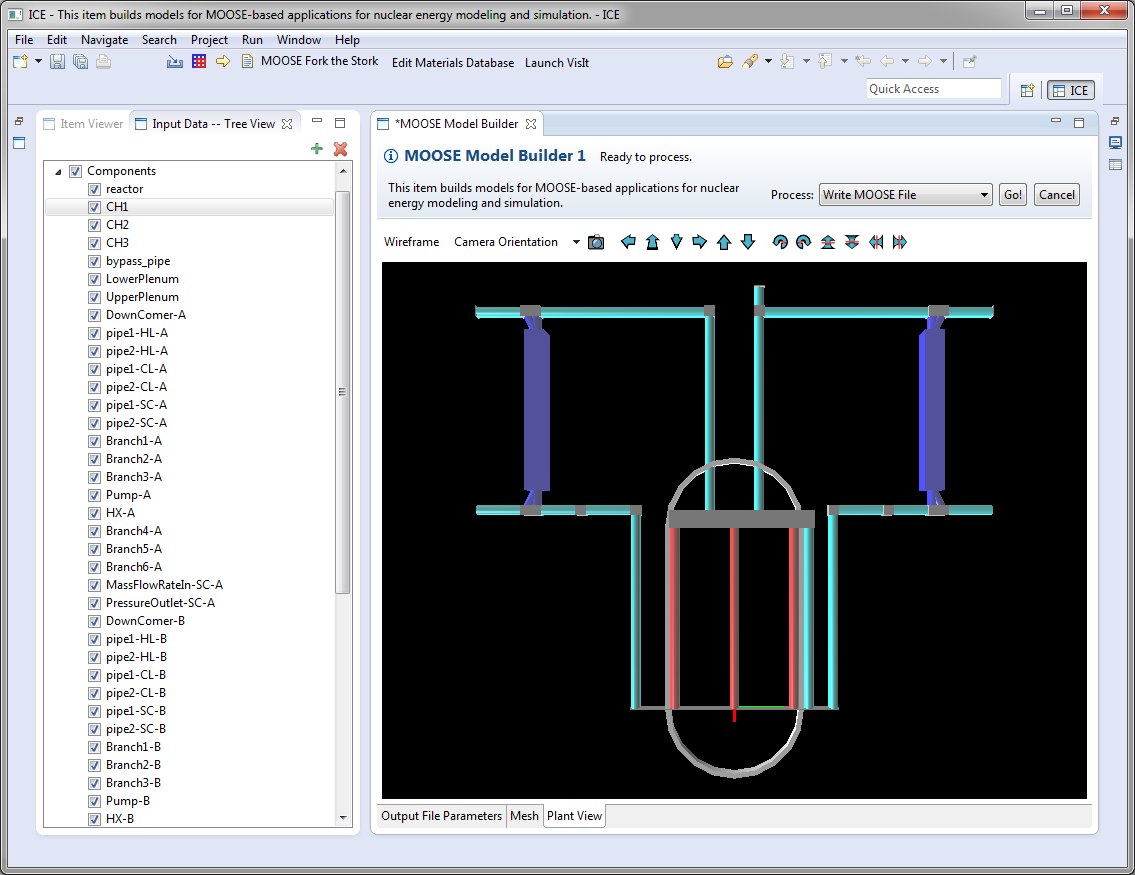 ICE - This item builds models for MOOSE-based applications for nuclear energy modeling and simulation. - ICE
File Edit Navigate Search Project Run Window Help
MOOSE Fork the Stork Edit Materials Database Launch VisIt
Quick Access
ICE
Item Viewer
Input Data -- Tree View
Components
reactor
CH1
CH2
CH3
bypass_pipe
LowerPlenum
UpperPlenum
DownComer-A
pipe1-HL-A
pipe2-HL-A
pipe1-CL-A
pipe2-CL-A
pipe1-SC-A
pipe2-SC-A
Branch1-A
Branch2-A
Branch3-A
Pump-A
HX-A
Branch4-A
Branch5-A
Branch6-A
MassFlowRateIn-SC-A
PressureOutlet-SC-A
DownComer-B
pipe1-HL-B
pipe2-HL-B
pipe1-CL-B
pipe2-CL-B
pipe1-SC-B
pipe2-SC-B
Branch1-B
Branch2-B
Branch3-B
Pump-B
HX-B
*MOOSE Model Builder
MOOSE Model Builder 1 Ready to process.
This item builds models for MOOSE-based applications for nuclear
energy modeling and simulation.
Process: Write MOOSE File Go! Cancel
Wireframe Camera Orientation
Output File Parameters Mesh Plant View